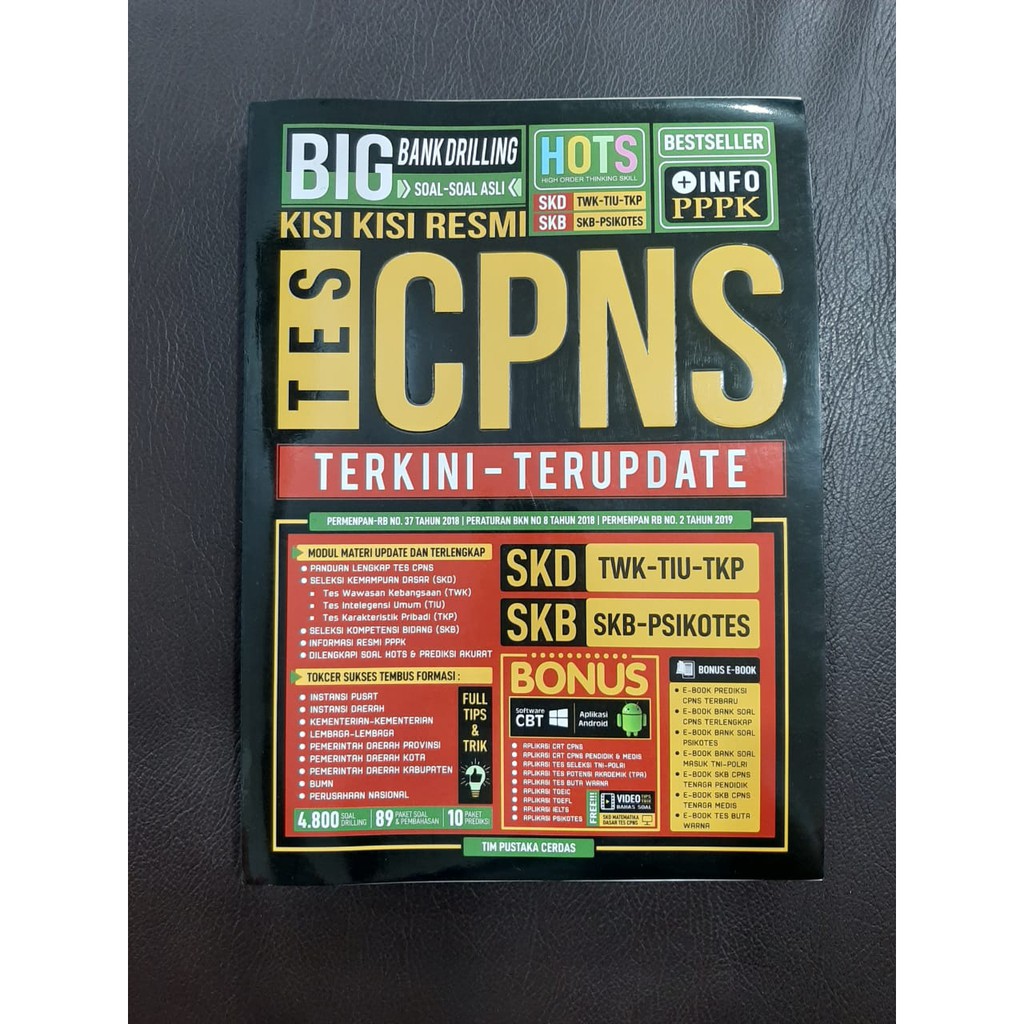 BIG BANK DRILLING
SOAL-SOAL ASLI
HOTS
HIGH ORDER THINKING SKILL
SKD TWK-TIU-TKP
SKB SKB-PSIKOTES
BESTSELLER
+INFO
PPPK
KISI KISI RESMI
TES CPNS
TERKINI-TERUPDATE
PERMENPAN-RB NO. 37 TAHUN 2018 | PERATURAN BKN NO 8 TAHUN 2018 | PERMENPAN RB NO. 2 TAHUN 2019
MODUL MATERI UPDATE DAN TERLENGKAP
PANDUAN LENGKAP TES CPNS
SELEKSI KEMAMPUAN DASAR (SKD)
Tes Wawasan Kebangsaan (TWK)
Tes Intelegensi Umum (TIU)
Tes Karakteristik Pribadi (TKP)
SELEKSI KOMPETENSI BIDANG (SKB)
INFORMASI RESMI PPPK
DILENGKAPI SOAL HOTS & PREDIKSI AKURAT
SKD TWK-TIU-TKP
SKB SKB-PSIKOTES
TOKCER SUKSES TEMBUS FORMASI :
INSTANSI PUSAT
INSTANSI DAERAH
KEMENTERIAN-KEMENTERIAN
LEMBAGA-LEMBAGA
PEMERINTAH DAERAH PROVINSI
PEMERINTAH DAERAH KOTA
PEMERINTAH DAERAH KABUPATEN
BUMN
PERUSAHAAN NASIONAL
FULL
TIPS
&
TRIK
4.800 SOAL DRILLING
89 PAKET SOAL & PEMBAHASAN
10 PAKET PREDIKSI
BONUS
Software
CBT
Aplikasi
Android
APLIKASI CAT CPNS
APLIKASI CAT CPNS PENDIDIK & MEDIS
APLIKASI TES SELEKSI TNI-POLRI
APLIKASI TES POTENSI AKADEMIK (TPA)
APLIKASI TES BUTA WARNA
APLIKASI TOEIC
APLIKASI TOEFL
APLIKASI IELTS
APLIKASI PSIKOTES
FREE!!!
VIDEO
BAHAS SOAL
SKD MATEMATIKA
DASAR TES CPNS
BONUS E-BOOK
E-BOOK PREDIKSI
CPNS TERBARU
E-BOOK BANK SOAL
CPNS TERLENGKAP
E-BOOK BANK SOAL
PSIKOTES
E-BOOK BANK SOAL
MASUK TNI-POLRI
E-BOOK SKB CPNS
TENAGA PENDIDIK
E-BOOK SKB CPNS
TENAGA MEDIS
E-BOOK TES BUTA
WARNA
TIM PUSTAKA CERDAS